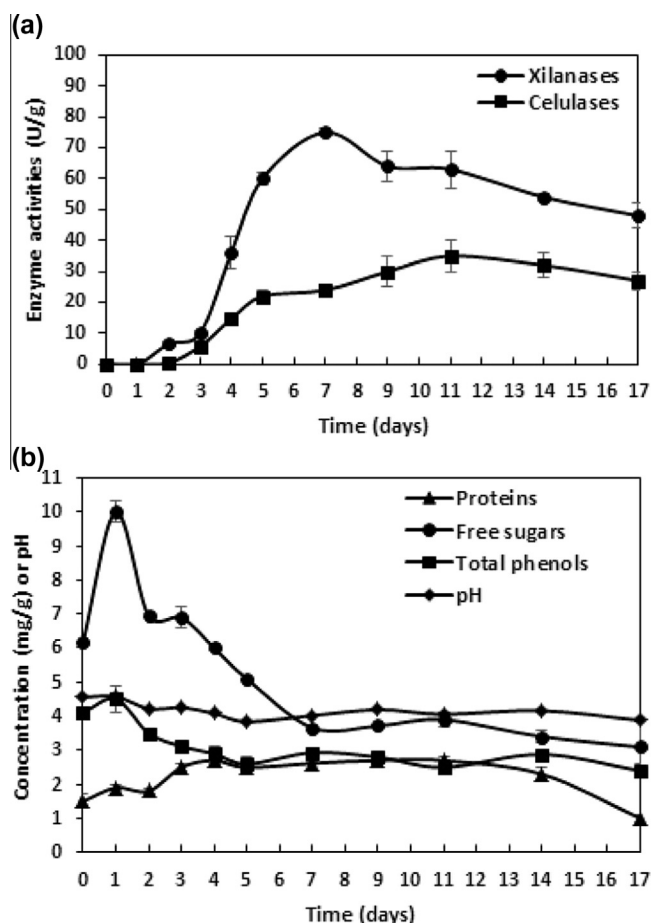 (a)
100
90
80
70
60
50
40
30
20
10
0
Enzyme activities (U/g)
Xilanases
Celulases
0 1 2 3 4 5 6 7 8 9 10 11 12 13 14 15 16 17
Time (days)
(b)
11
10
9
8
7
6
5
4
3
2
1
0
Concentration (mg/g) or pH
Proteins
Free sugars
Total phenols
pH
0 1 2 3 4 5 6 7 8 9 10 11 12 13 14 15 16 17
Time (days)